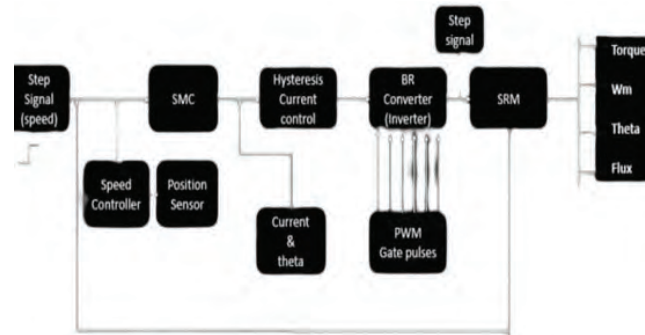 Step
signal
Step
Signal
(speed)
SMC
Hysteresis
Current
control
BR
Converter
(Inverter)
SRM
Torque
Wm
Theta
Flux
Speed
Controller
Position
Sensor
Current
&
theta
PWM
Gate pulses